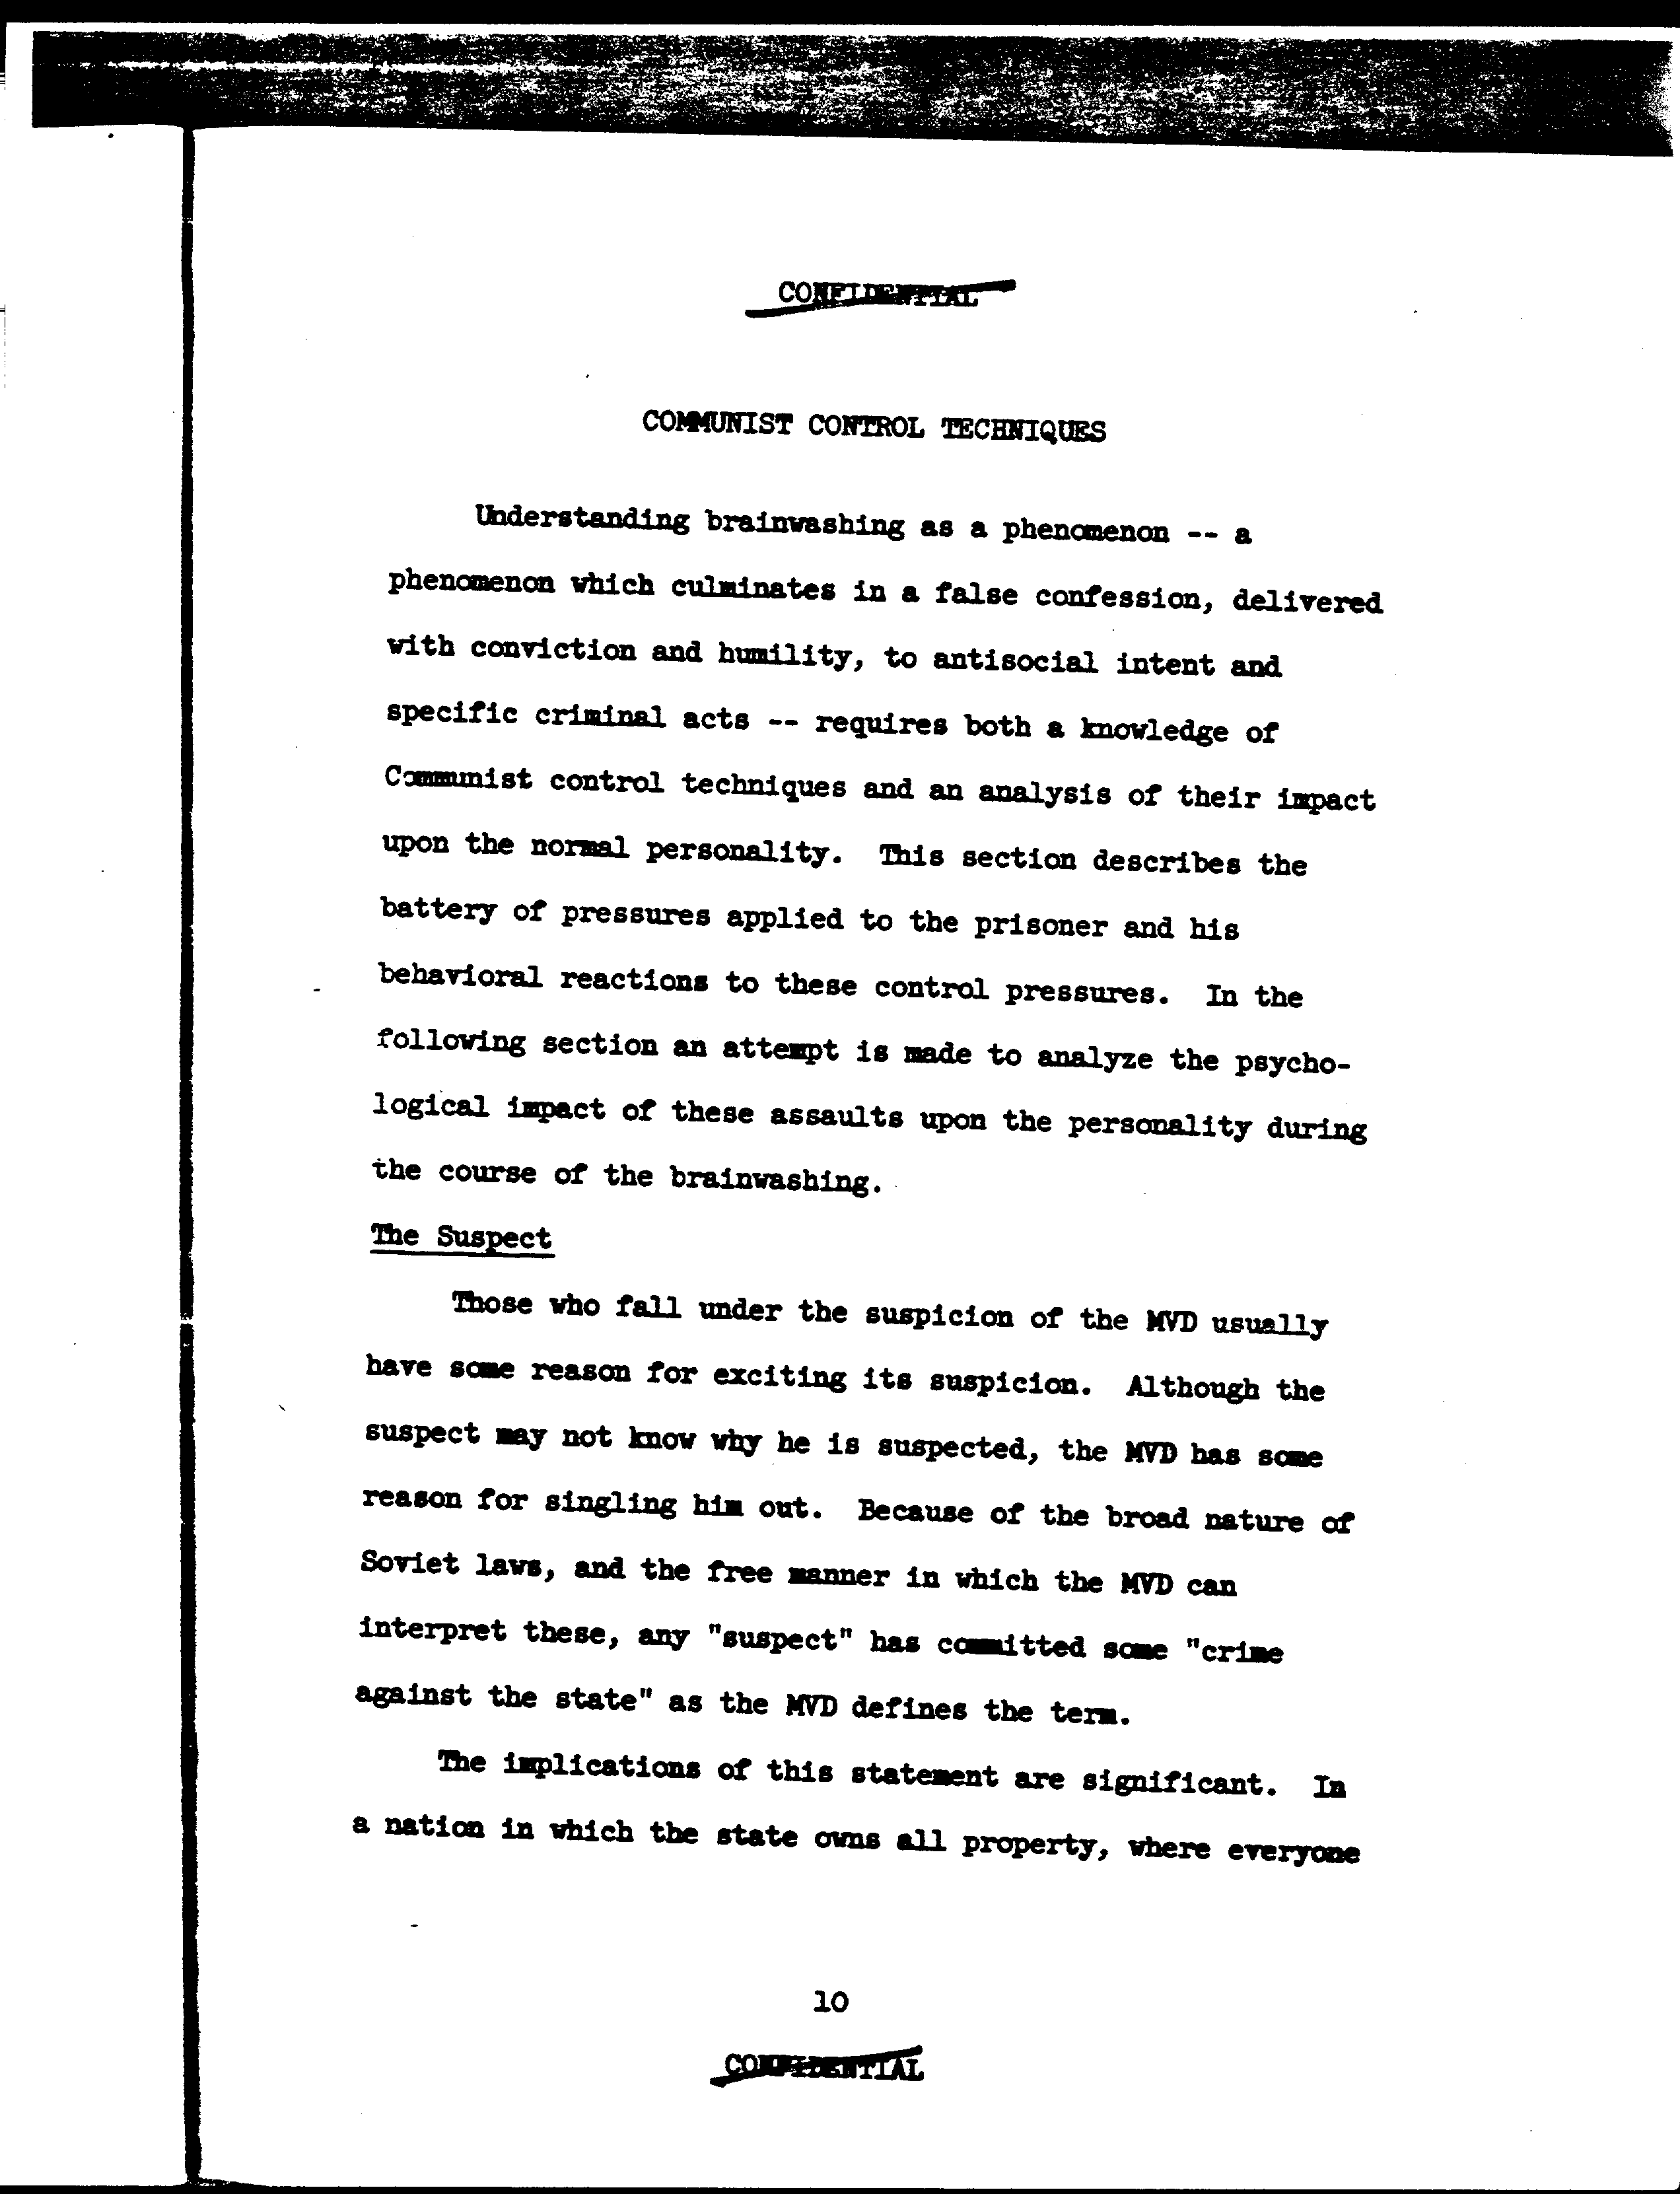 CONFIDENTIAL
COMMUNIST CONTROL TECHNIQUES
Understanding brainwashing as a phenomenon -- a
phenomenon which culminates in a false confession, delivered
with conviction and humility, to antisocial intent and
specific criminal acts -- requires both a knowledge of
Communist control techniques and an analysis of their impact
upon the normal personality. This section describes the
battery of pressures applied to the prisoner and his
behavioral reactions to these control pressures. In the
following section an attempt is made to analyze the psycho-
logical impact of these assaults upon the personality during
the course of the brainwashing.
The Suspect
Those who fall under the suspicion of the MVD usually
have some reason for exciting its suspicion. Although the
suspect may not know why he is suspected, the MVD has some
reason for singling him out. Because of the broad nature of
Soviet laws, and the free manner in which the MVD can
interpret these, any "suspect" has committed some "crime
against the state" as the MVD defines the term.
The implications of this statement are significant. In
a nation in which the state owns all property, where everyone
10
CONFIDENTIAL